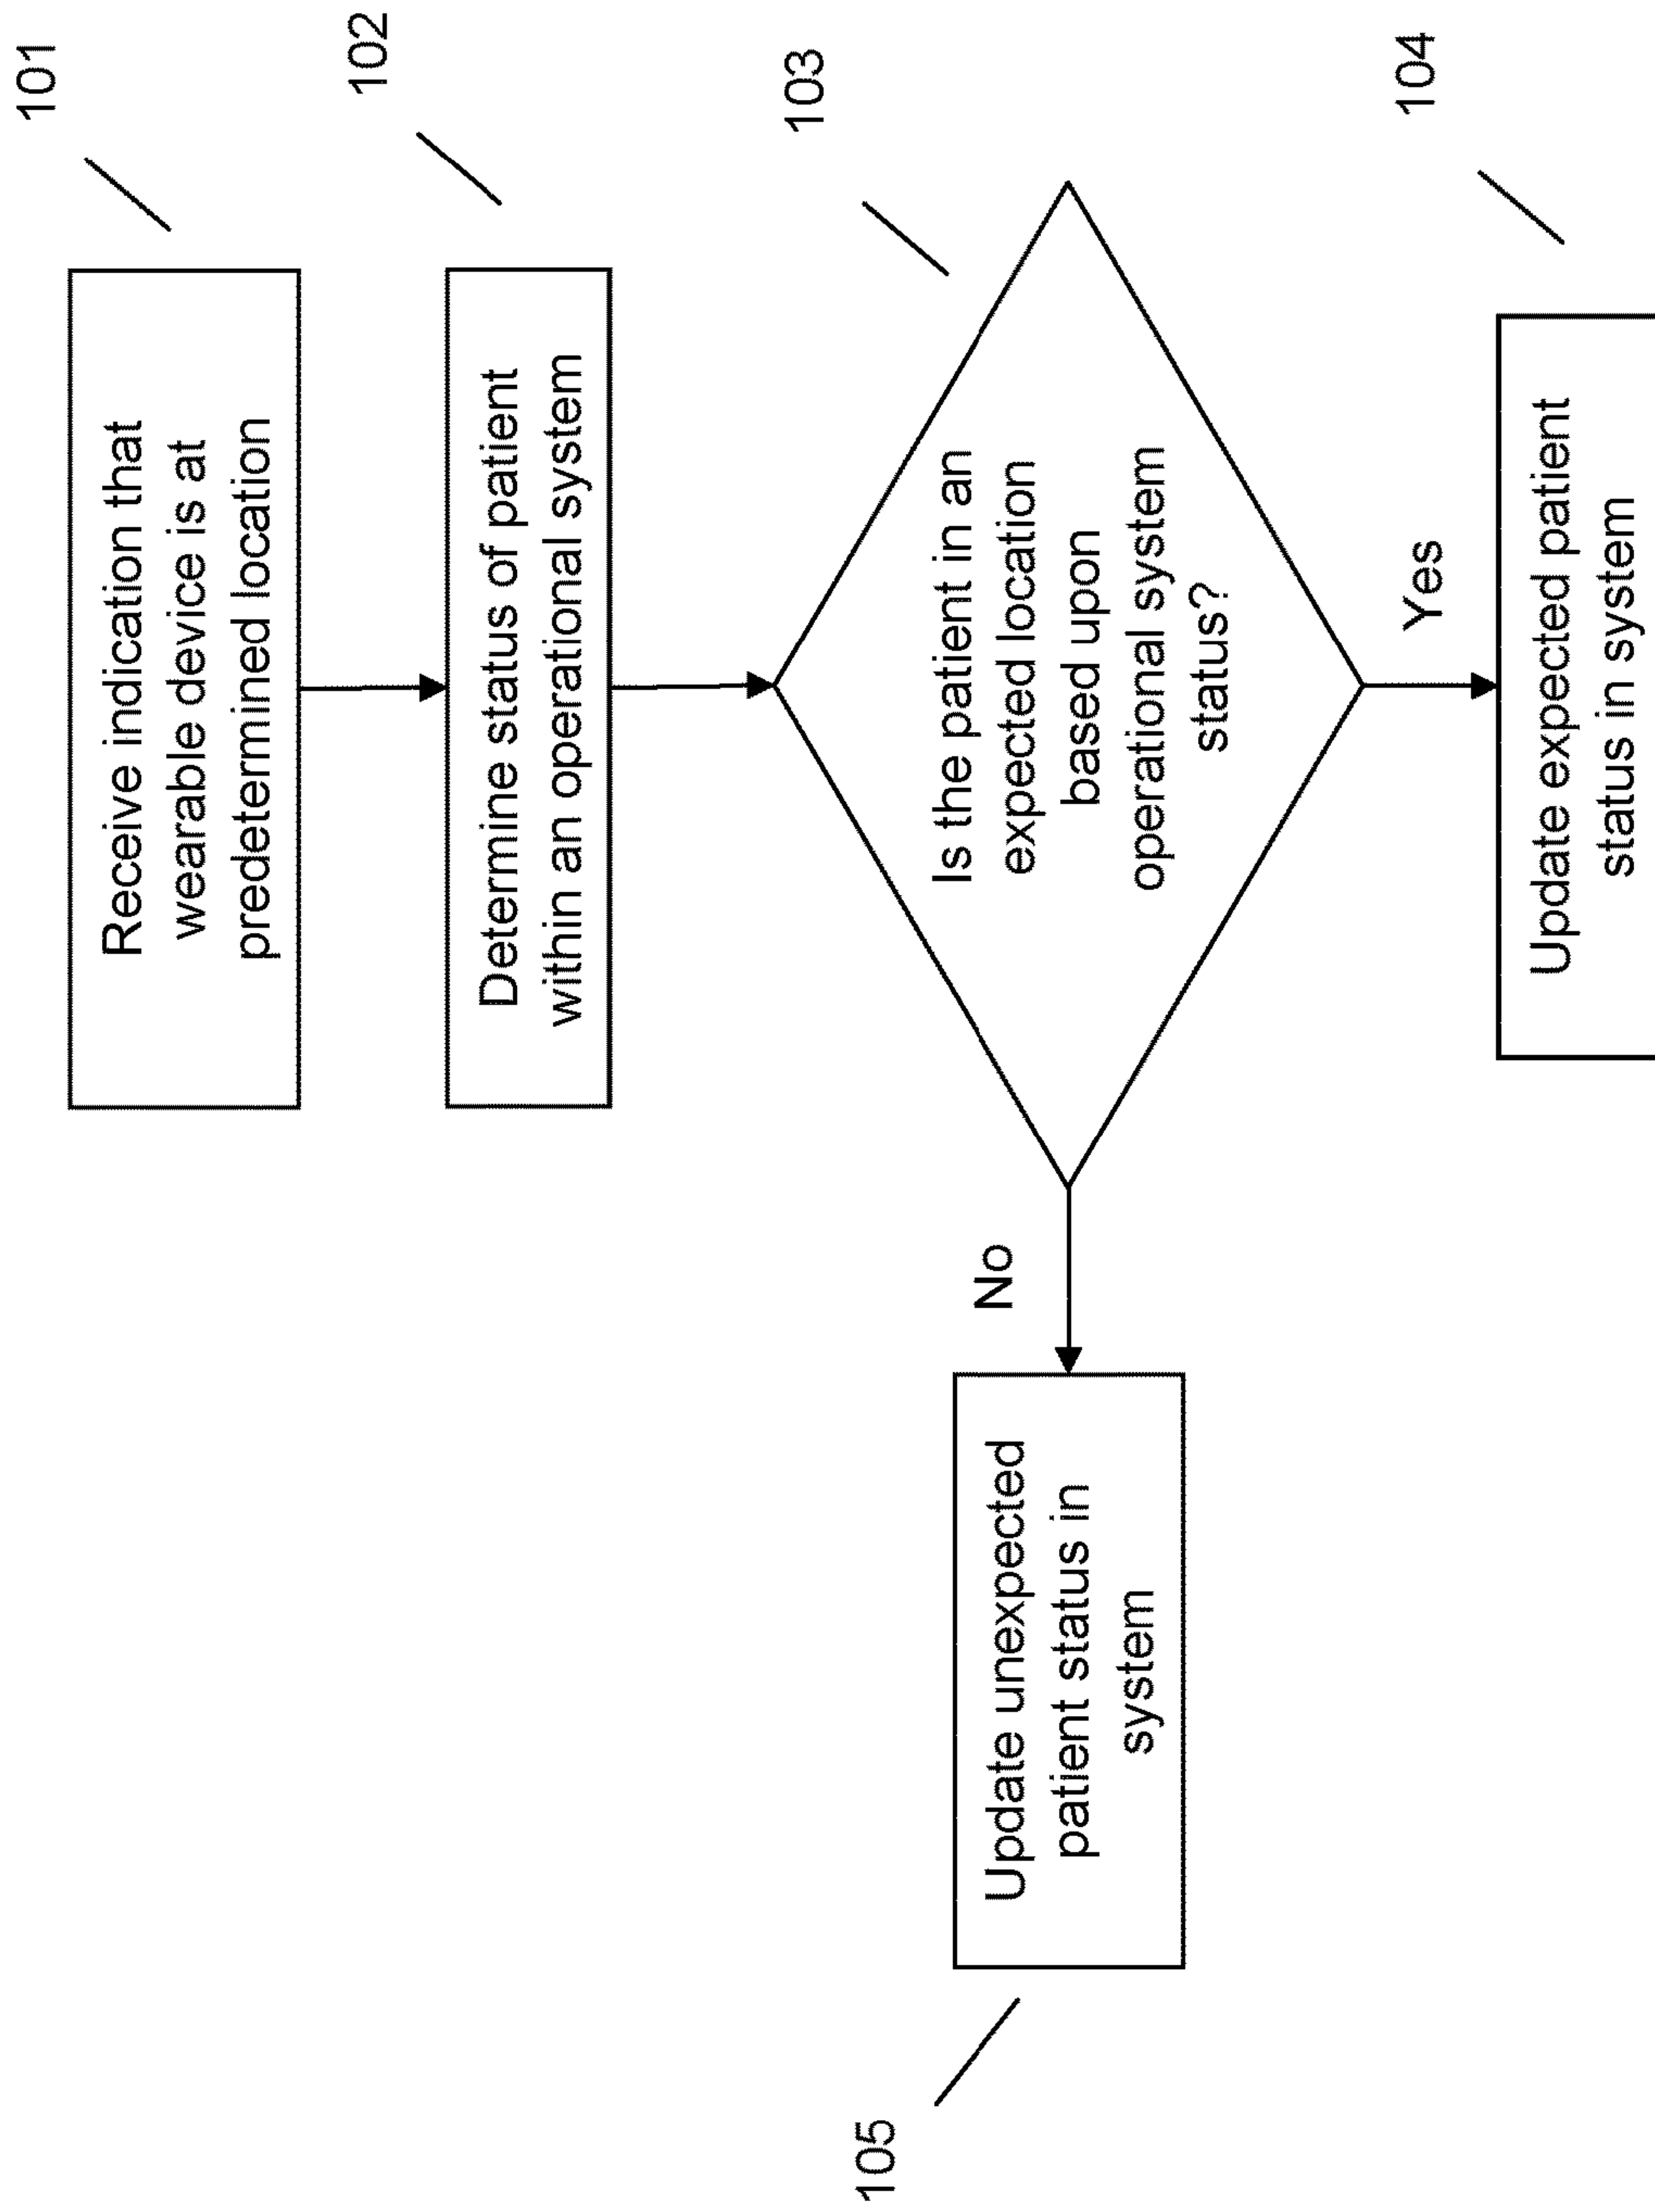 101
Receive indication that
wearable device is at
predetermined location
102
Determine status of patient
within an operational system
103
Is the patient in an
expected location
based upon
operational system
status?
No
Yes
105
Update unexpected
patient status in
system
104
Update expected patient
status in system